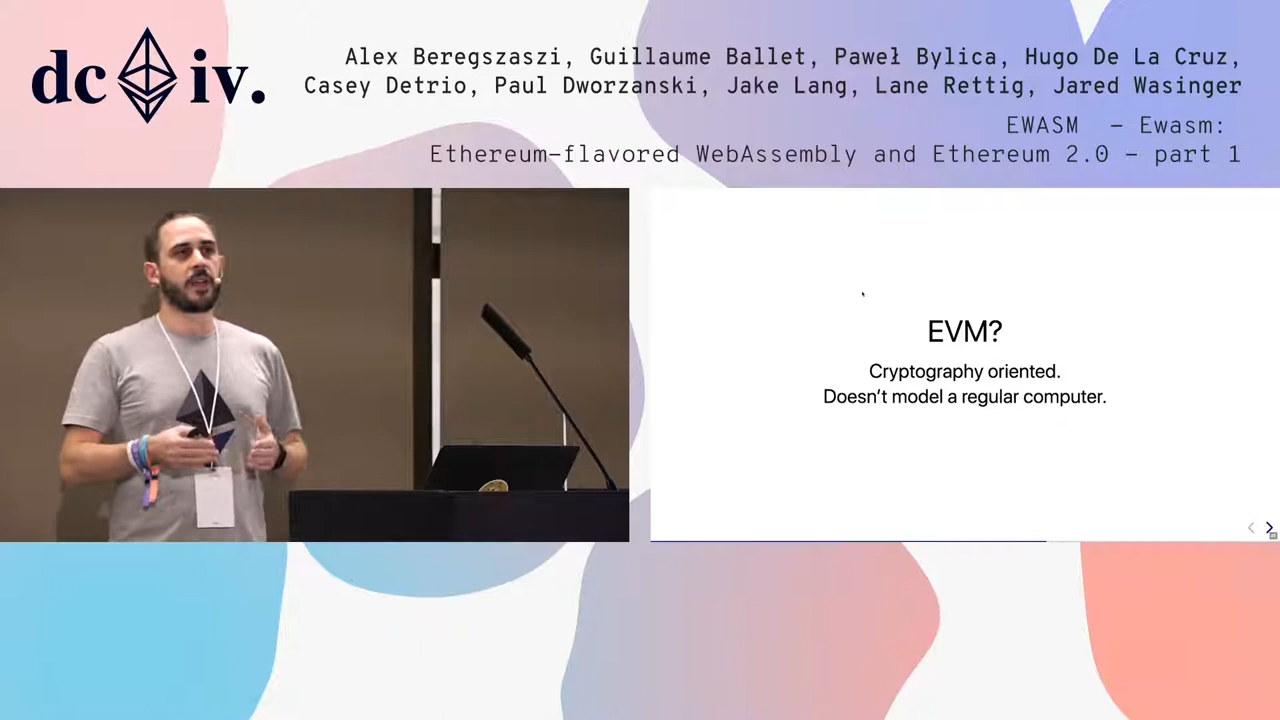 dc iv.
Alex Beregszaszi, Guillaume Ballet, Paweł Bylica, Hugo De La Cruz,
Casey Detrio, Paul Dworzanski, Jake Lang, Lane Rettig, Jared Wasinger
EWASM – Ewasm:
Ethereum-flavored WebAssembly and Ethereum 2.0 – part 1
EVM?
Cryptography oriented.
Doesn’t model a regular computer.